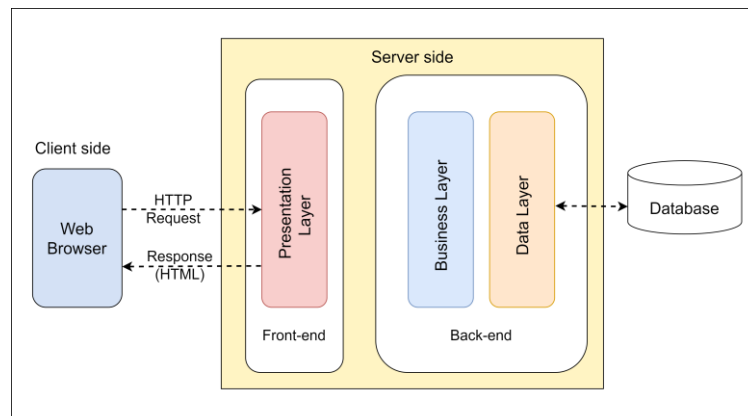 Server side
Client side
Web
Browser
HTTP
Request
Response
(HTML)
Presentation
Layer
Front-end
Business Layer
Data Layer
Back-end
Database